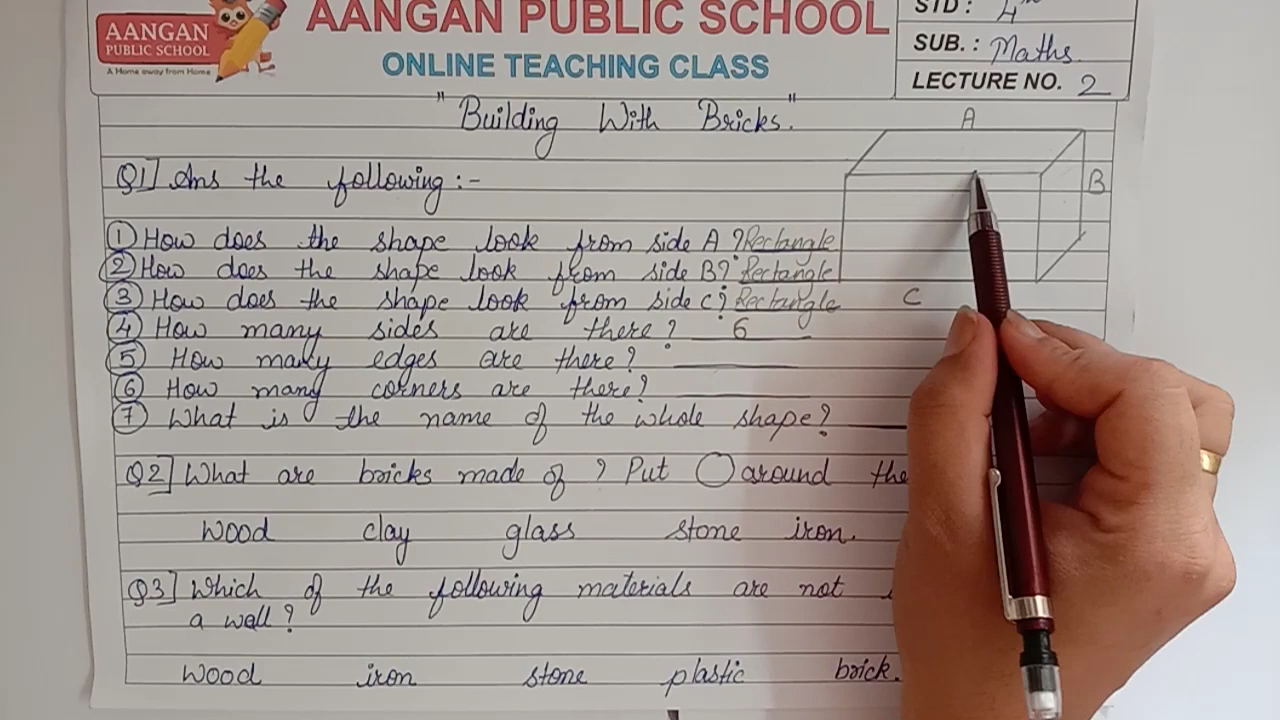 AANGAN
PUBLIC SCHOOL
A Home away from Home
AANGAN PUBLIC SCHOOL
ONLINE TEACHING CLASS
STD : 4th
SUB. : Maths.
LECTURE NO. 2
"Building With Bricks."
A
B
C
Q1] Ans the following :-
① How does the shape look from side A ? Rectangle
② How does the shape look from side B? Rectangle
③ How does the shape look from side C? Rectangle
④ How many sides are there? 6
⑤ How many edges are there?
⑥ How many corners are there?
⑦ What is the name of the whole shape?
Q2] What are bricks made of ? Put ◯ around the
Wood clay glass stone iron.
Q3] Which of the following materials are not
a wall ?
Wood iron stone plastic brick.